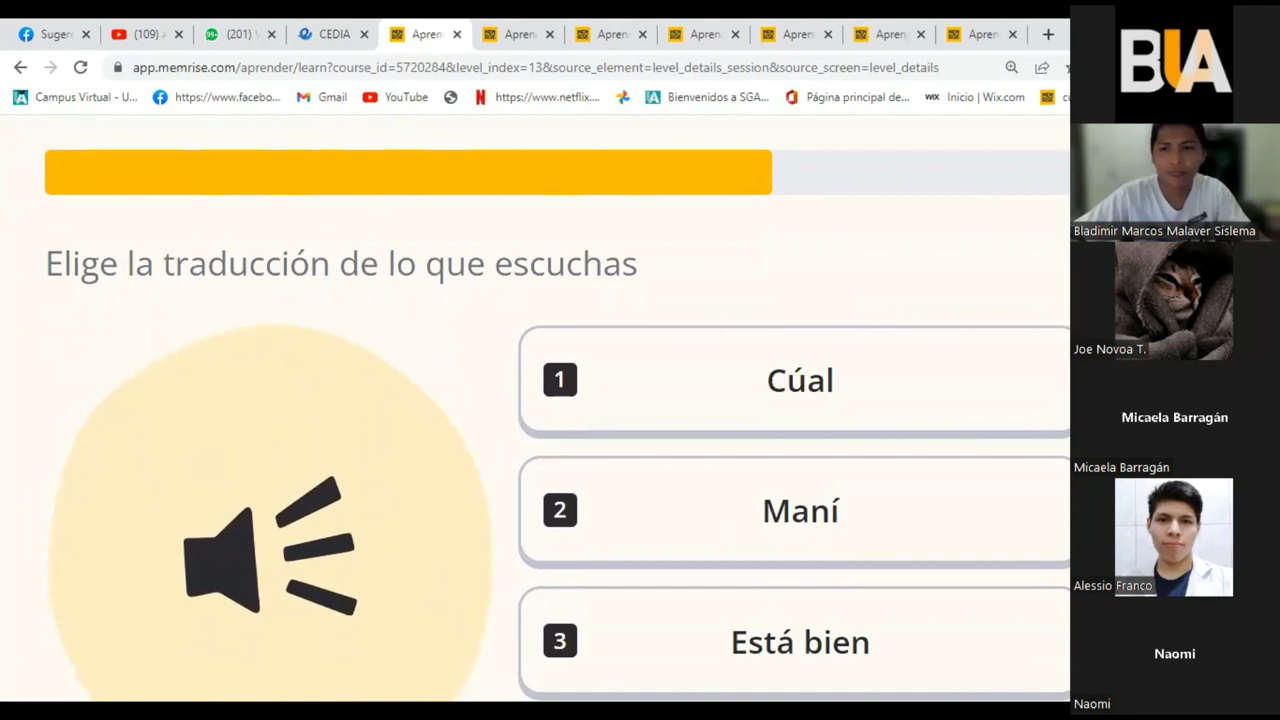 Sugere
(109) A
99+
(201) W
CEDIA
Apren
Apren
Apren
Apren
Apren
Apren
Apren
app.memrise.com/aprender/learn?course_id=5720284&level_index=13&source_element=level_details_session&source_screen=level_details
Campus Virtual - U...
https://www.facebo...
Gmail
YouTube
https://www.netflix....
Bienvenidos a SGA...
Página principal de...
WIX
Inicio | Wix.com
Elige la traducción de lo que escuchas
1
Cúal
2
Maní
3
Está bien
BUA
Bladimir Marcos Malaver Sislema
Joe Novoa T.
Micaela Barragán
Micaela Barragán
Alessio Franco
Naomi
Naomi